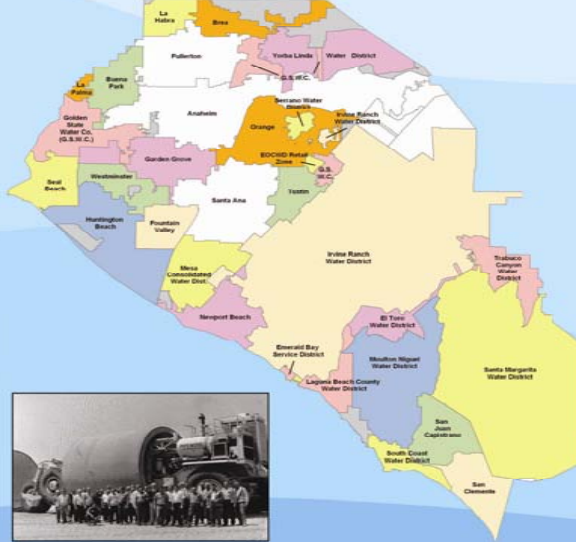 La
Habra
Brea
Fullerton
Yorba Linda
Water District
G.S.W.C.
La
Palma
Buena
Park
Anaheim
Serrano Water
District
Golden
State
Water Co.
(G.S.W.C.)
Orange
Irvine Ranch
Water District
EOCWD Retail
Zone
G.S.
W.C.
Garden Grove
Seal
Beach
Westminster
Santa Ana
Tustin
Huntington
Beach
Fountain
Valley
Irvine Ranch
Water District
Mesa
Consolidated
Water Dist.
Trabuco
Canyon
Water
District
Newport Beach
El Toro
Water District
Emerald Bay
Service District
Moulton Niguel
Water District
Santa Margarita
Water District
Laguna Beach County
Water District
San
Juan
Capistrano
South Coast
Water District
San
Clemente